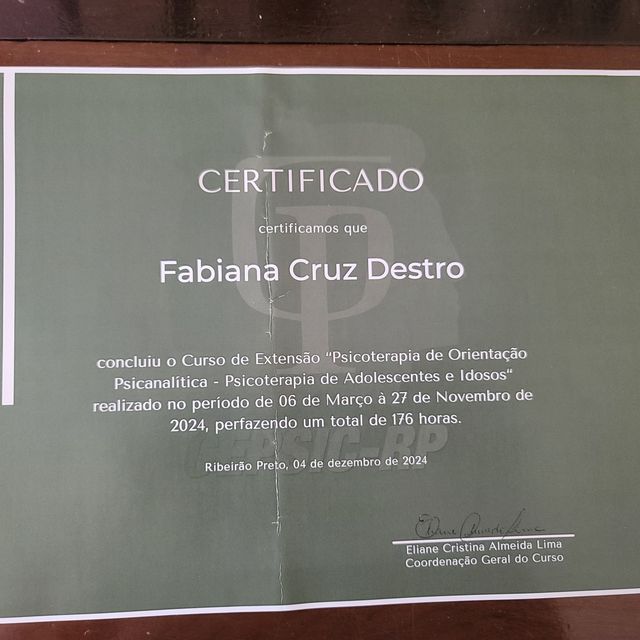 CERTIFICADO
certificamos que
Fabiana Cruz Destro
concluiu o Curso de Extensão "Psicoterapia de Orientação
Psicanalítica - Psicoterapia de Adolescentes e Idosos"
realizado no período de 06 de Março à 27 de Novembro de
2024, perfazendo um total de 176 horas.
CEPSIC-RP
Ribeirão Preto, 04 de dezembro de 2024
Eliane Cristina Almeida Lima
Coordenação Geral do Curso